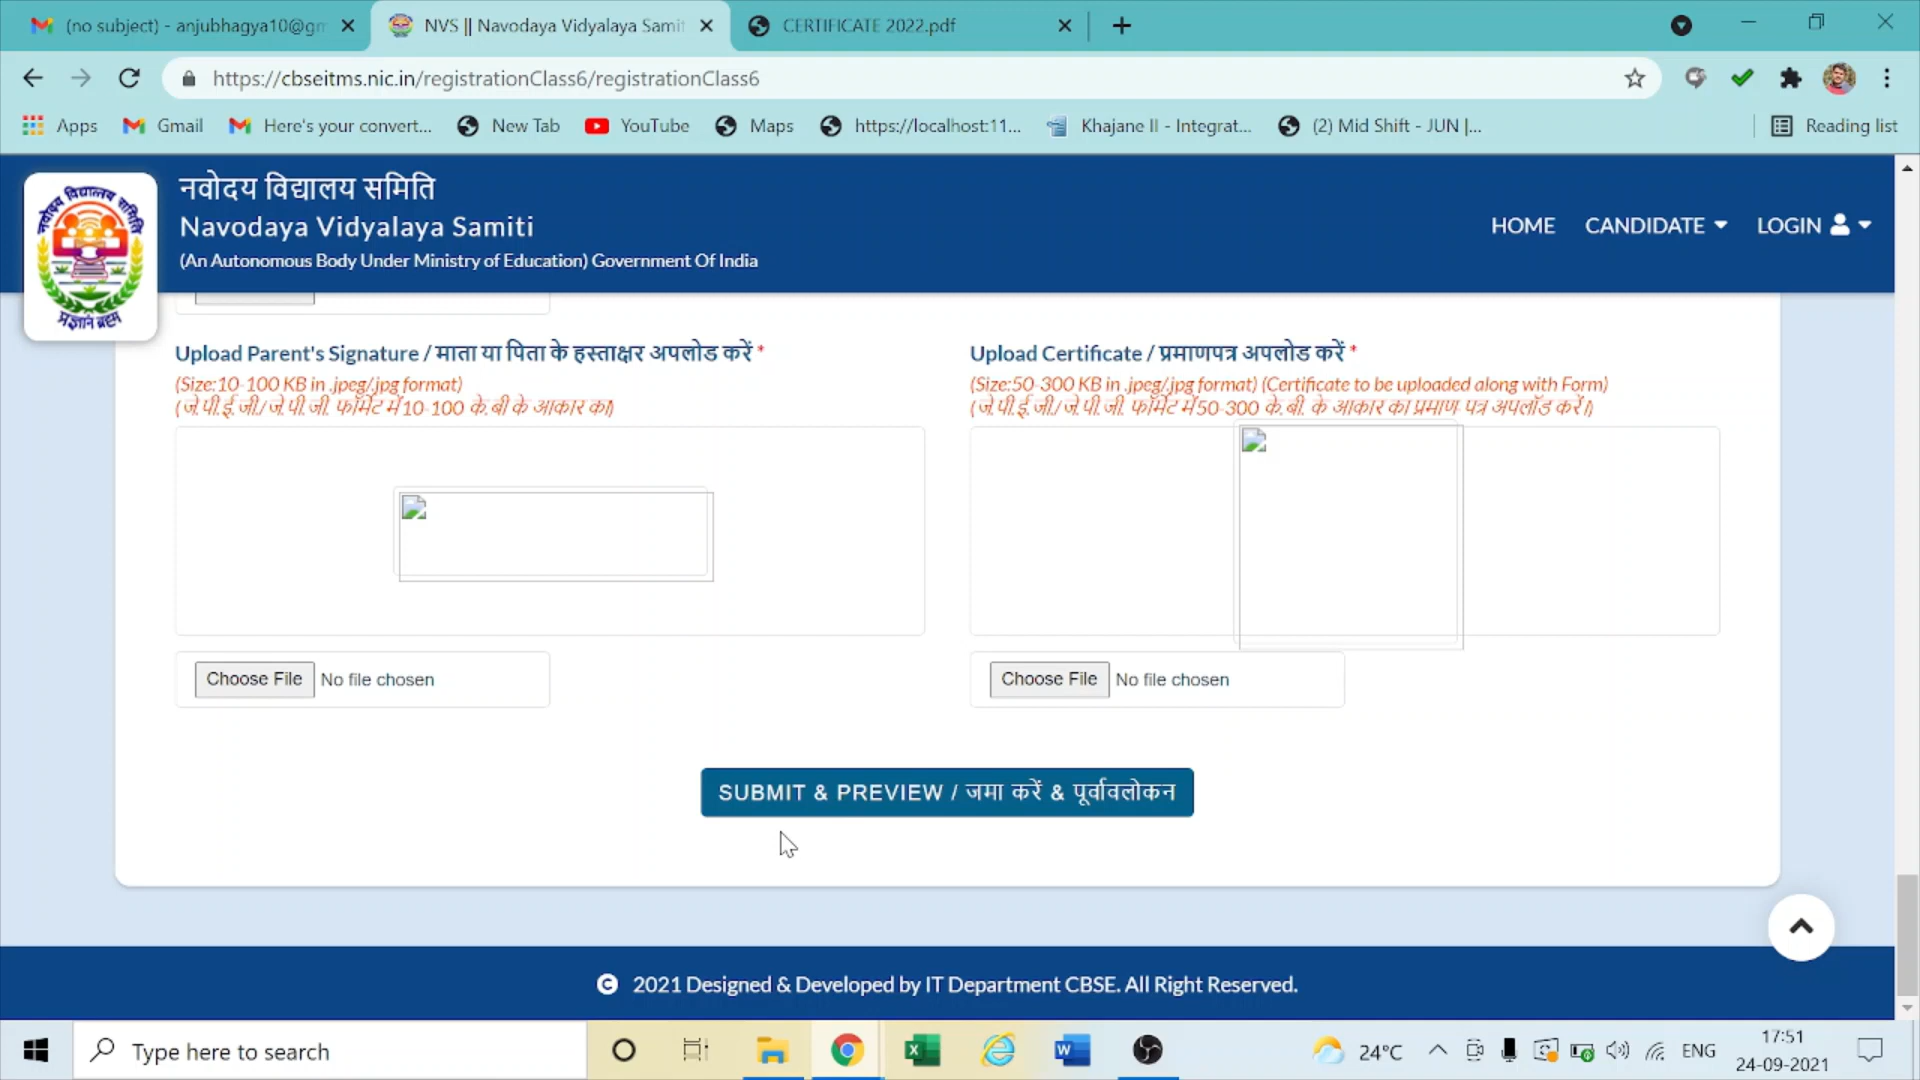 (no subject) - anjubhagya10@gm
NVS || Navodaya Vidyalaya Samiti
CERTIFICATE 2022.pdf
https://cbseitms.nic.in/registrationClass6/registrationClass6
Apps
Gmail
Here's your convert...
New Tab
YouTube
Maps
https://localhost:11...
Khajane II - Integrat...
(2) Mid Shift - JUN |...
Reading list
नवोदय विद्यालय समिति
Navodaya Vidyalaya Samiti
(An Autonomous Body Under Ministry of Education) Government Of India
नवोदय विद्यालय समिति
प्रज्ञानं ब्रह्म
HOME
CANDIDATE
LOGIN
Upload Parent's Signature / माता या पिता के हस्ताक्षर अपलोड करें *
(Size:10-100 KB in .jpeg/.jpg format)
(जे.पी.ई.जी./ जे.पी.जी. फॉर्मेट में 10-100 के.बी के आकार का)
Choose File No file chosen
Upload Certificate / प्रमाणपत्र अपलोड करें *
(Size:50-300 KB in .jpeg/.jpg format) (Certificate to be uploaded along with Form)
(जे.पी.ई.जी./ जे.पी.जी. फॉर्मेट में 50-300 के.बी. के आकार का प्रमाण पत्र अपलॉड करें।)
Choose File No file chosen
SUBMIT & PREVIEW / जमा करें & पूर्वावलोकन
2021 Designed & Developed by IT Department CBSE. All Right Reserved.
Type here to search
24°C
ENG
17:51
24-09-2021